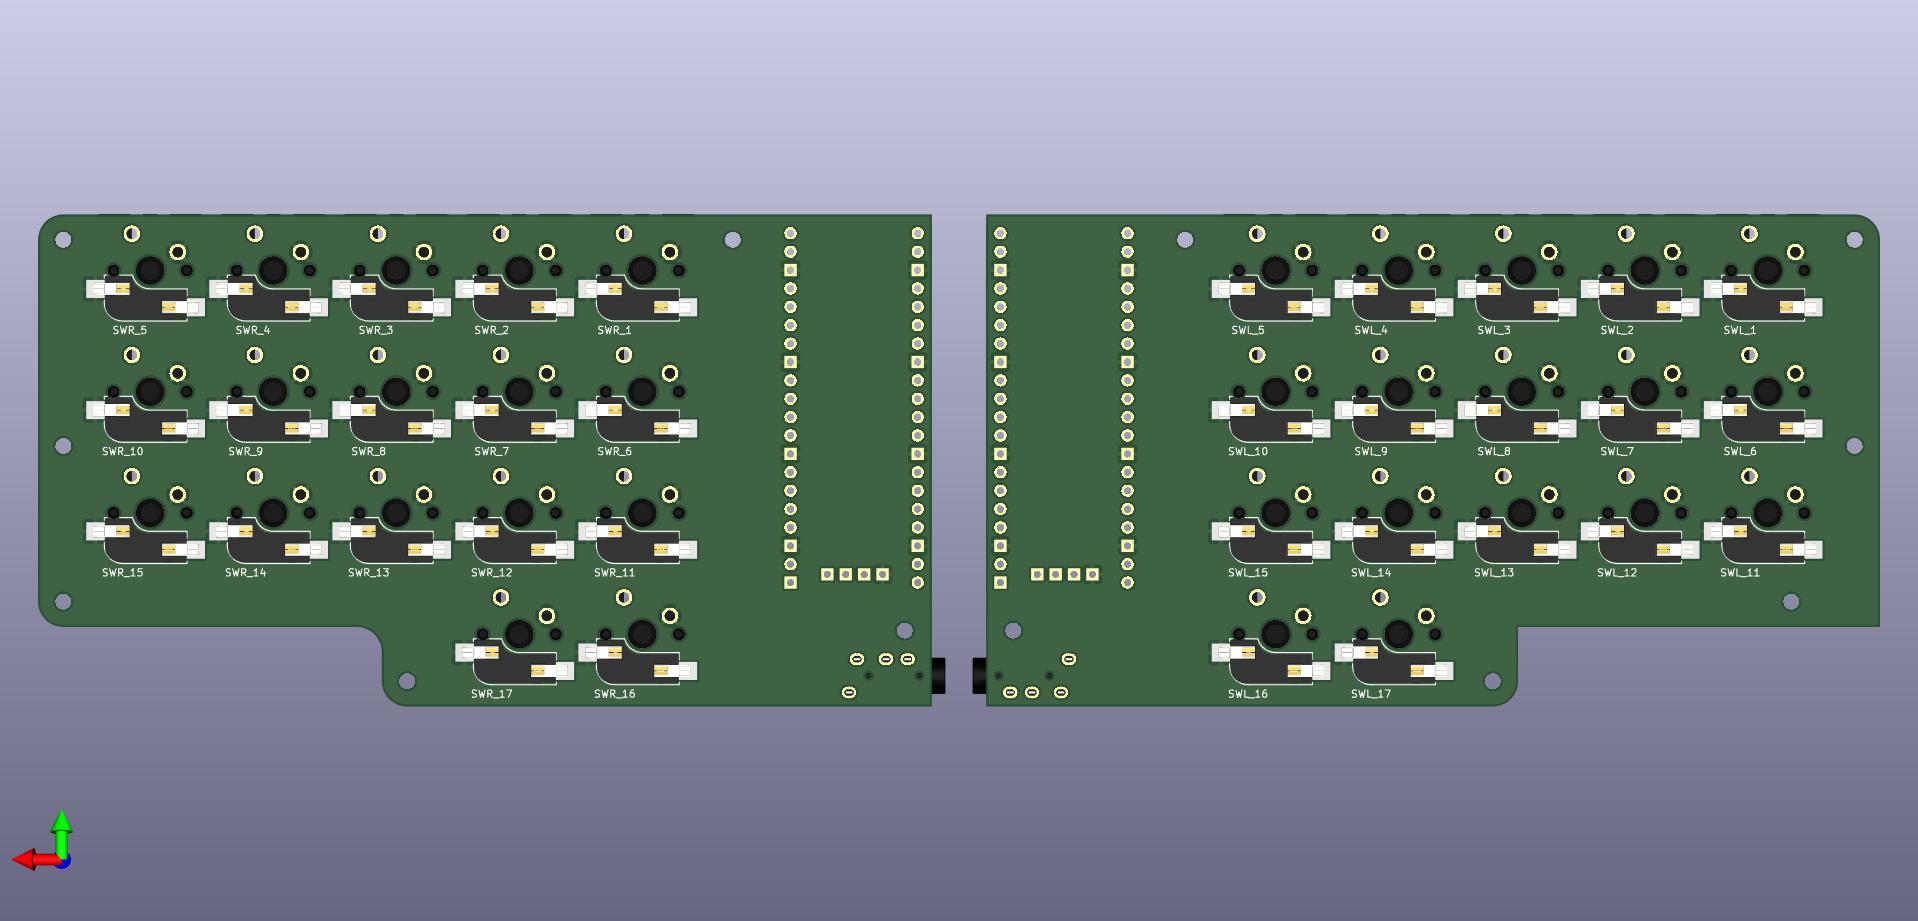 SWR_5 SWR_4 SWR_3 SWR_2 SWR_1 SWL_5 SWL_4 SWL_3 SWL_2 SWL_1
SWR_10 SWR_9 SWR_8 SWR_7 SWR_6 SWL_10 SWL_9 SWL_8 SWL_7 SWL_6
SWR_15 SWR_14 SWR_13 SWR_12 SWR_11 SWL_15 SWL_14 SWL_13 SWL_12 SWL_11
SWR_17 SWR_16 SWL_16 SWL_17